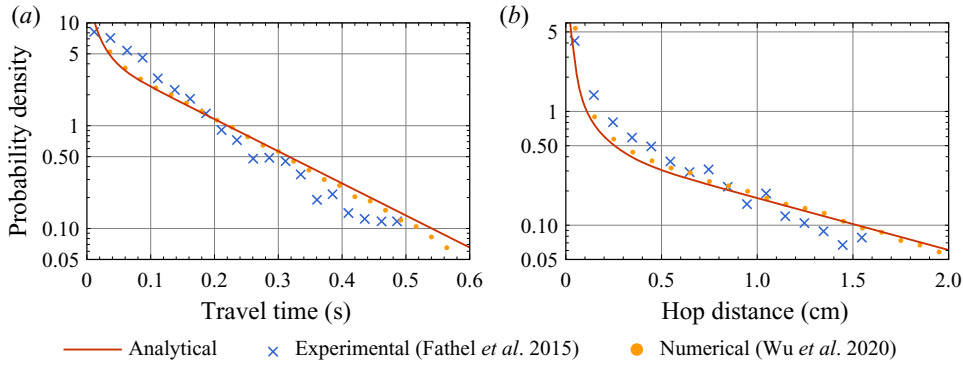 (a)
(b)
Probability density
10
5
1
0.50
0.10
0.05
0
0.1
0.2
0.3
0.4
0.5
0.6
Travel time (s)
5
1
0.50
0.10
0.05
0
0.5
1.0
1.5
2.0
Hop distance (cm)
Analytical
Experimental (Fathel et al. 2015)
Numerical (Wu et al. 2020)